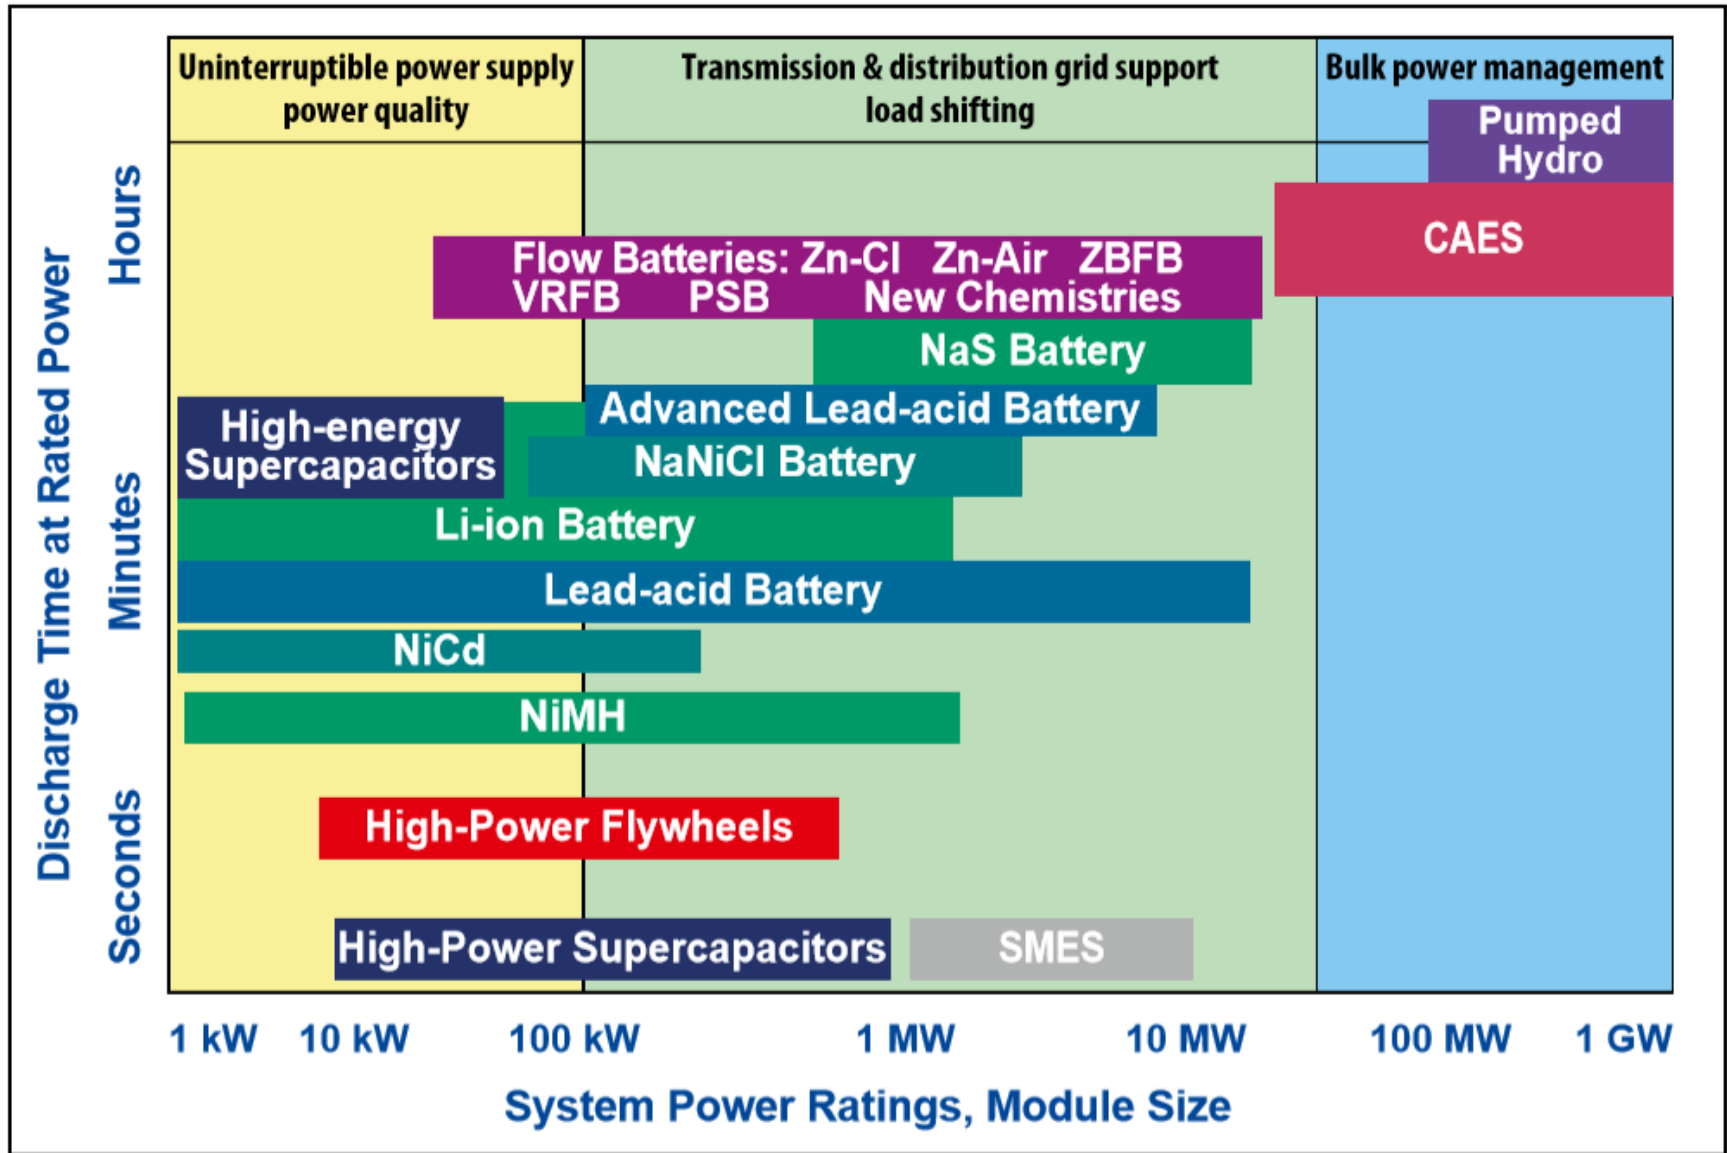 Uninterruptible power supply
power quality
Transmission & distribution grid support
load shifting
Bulk power management
Pumped
Hydro
CAES
Flow Batteries: Zn-Cl Zn-Air ZBFB
VRFB PSB New Chemistries
NaS Battery
Advanced Lead-acid Battery
High-energy
Supercapacitors
NaNiCl Battery
Li-ion Battery
Lead-acid Battery
NiCd
NiMH
High-Power Flywheels
High-Power Supercapacitors
SMES
Discharge Time at Rated Power
Hours
Minutes
Seconds
1 kW 10 kW 100 kW 1 MW 10 MW 100 MW 1 GW
System Power Ratings, Module Size